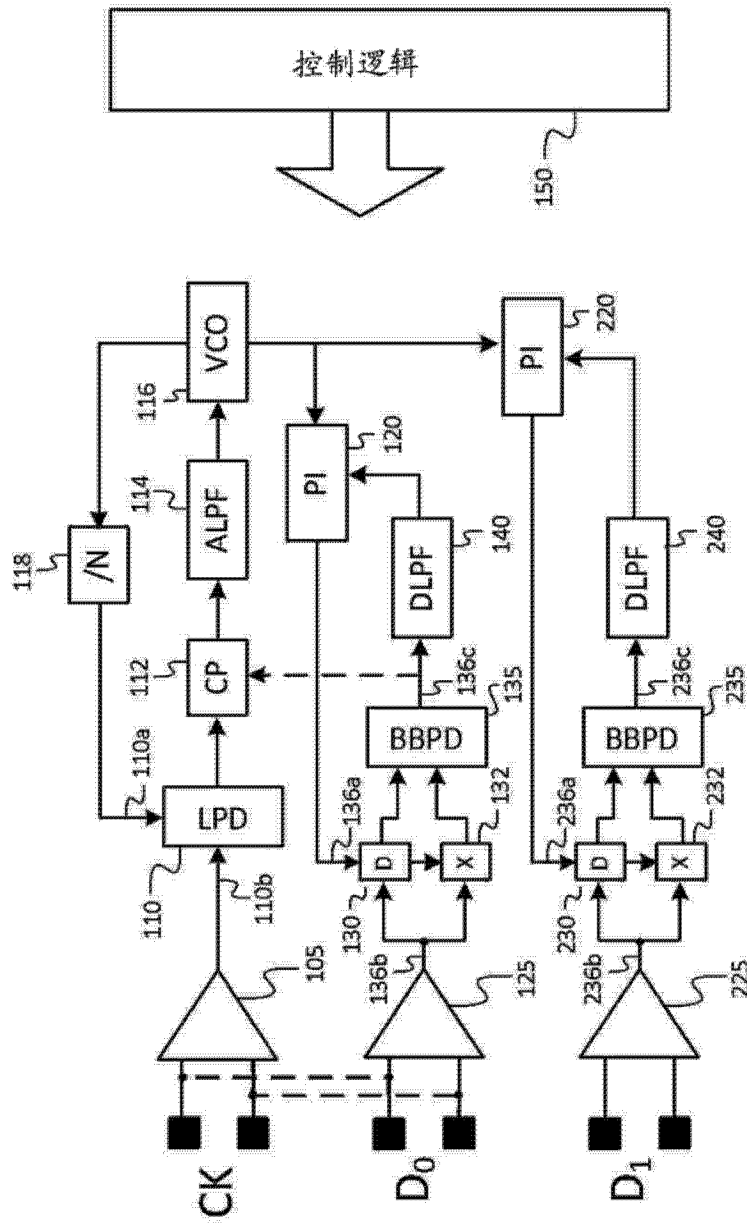 控制逻辑
150
118
/N
116
VCO
114
ALPF
112
CP
110a
LPD
110
110b
105
CK
PI
120
DLPF
140
136c
BBPD
135
136a
D
130
X
132
136b
125
D₀
PI
220
DLPF
240
236c
BBPD
235
236a
D
230
X
232
236b
225
D₁